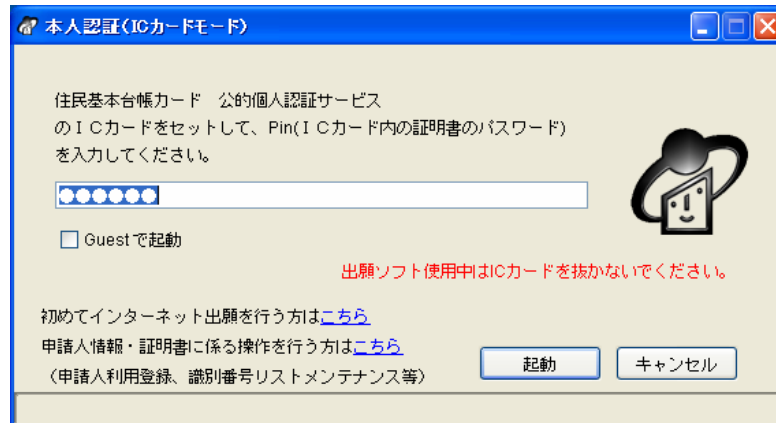 本人認証(ICカードモード)
住民基本台帳カード　公的個人認証サービス
のＩＣカードをセットして、Pin(ＩＣカード内の証明書のパスワード)
を入力してください。
●●●●●●
Guestで起動
出願ソフト使用中はICカードを抜かないでください。
初めてインターネット出願を行う方はこちら
申請人情報・証明書に係る操作を行う方はこちら
（申請人利用登録、識別番号リストメンテナンス等）
起動
キャンセル